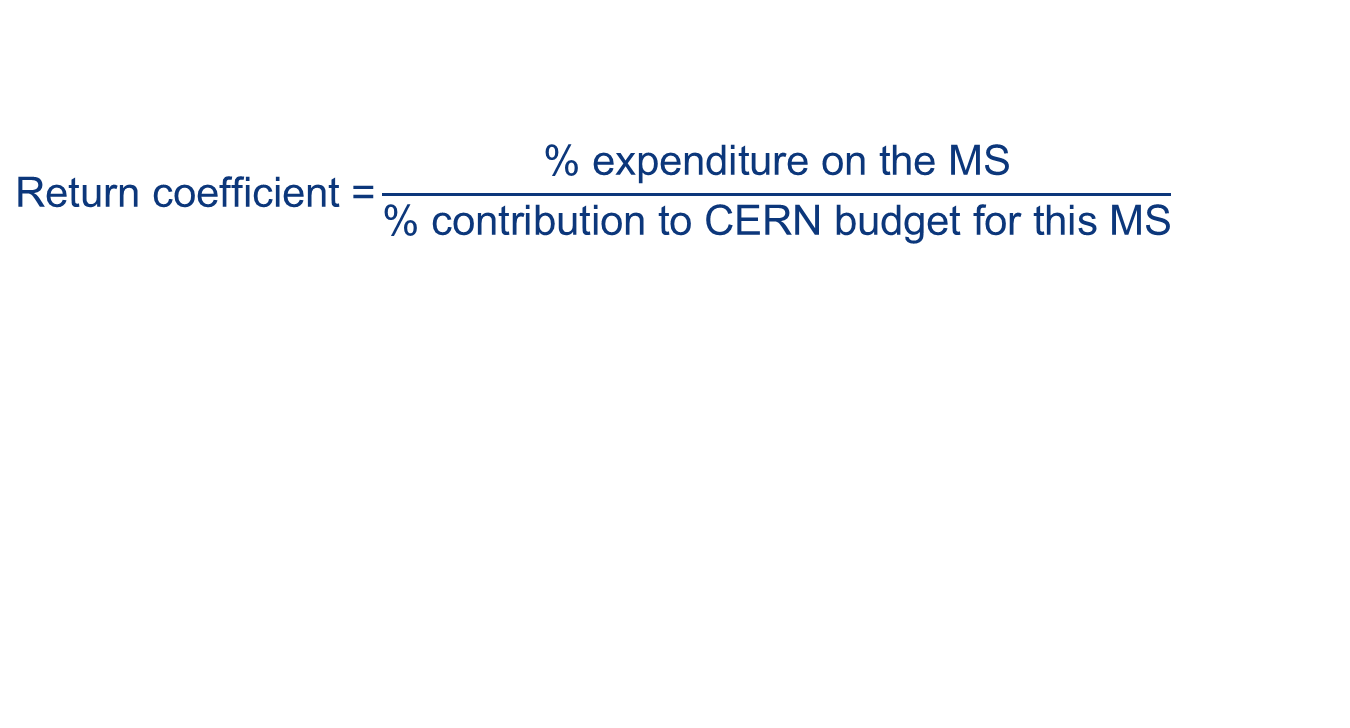 % expenditure on the MS
Return coefficient =
% contribution to CERN budget for this MS